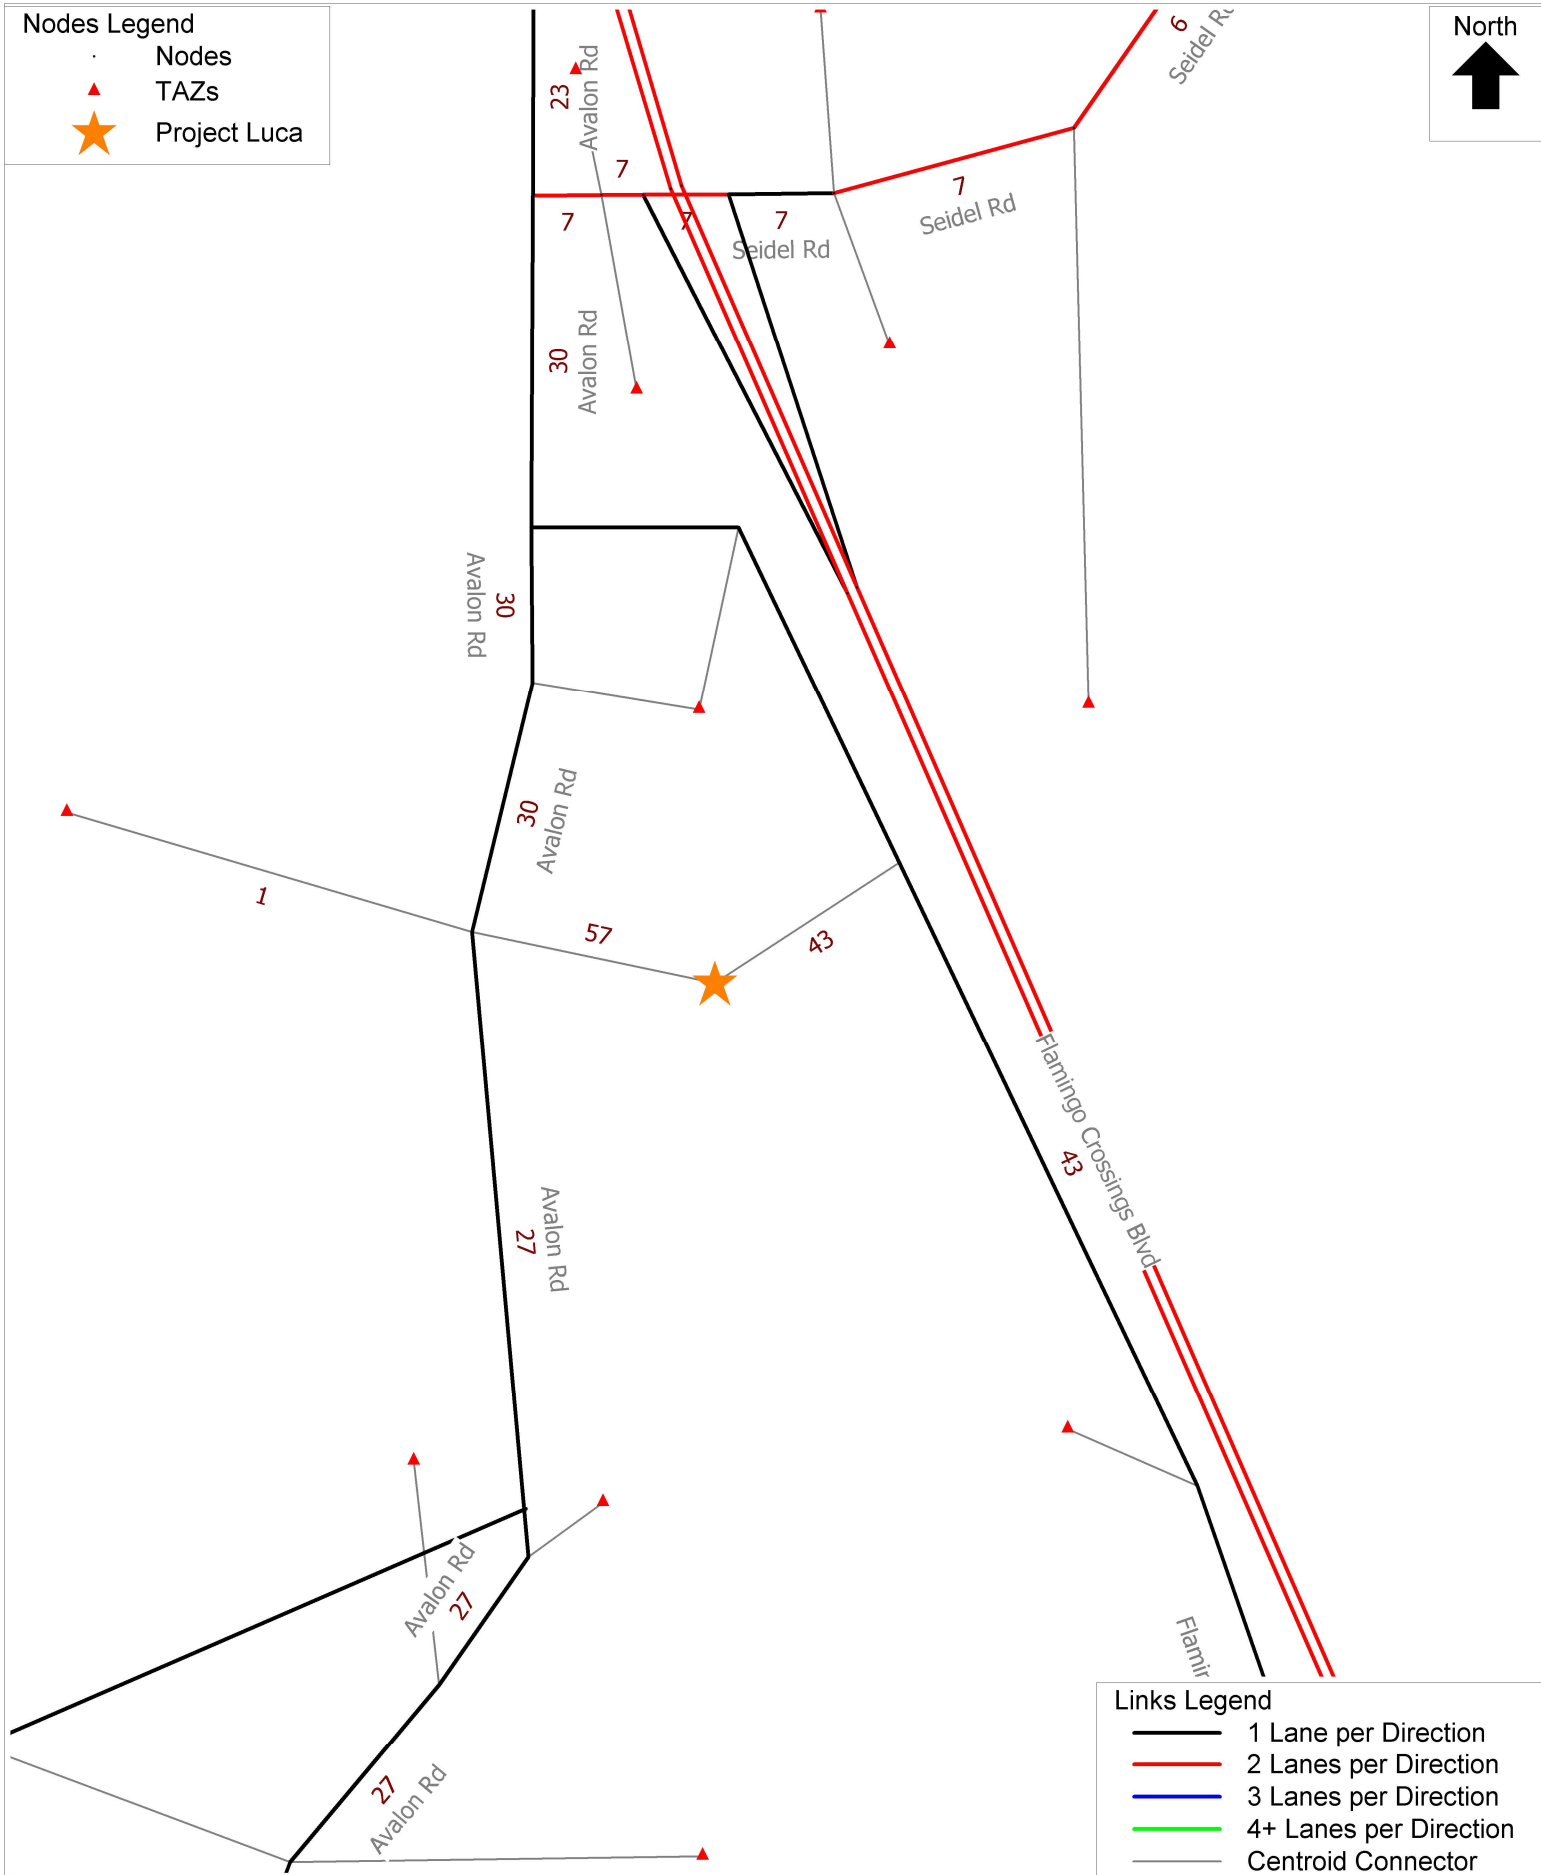 Nodes Legend
Nodes
TAZs
Project Luca
North
6
Seidel Rd
23
Avalon Rd
7
7
7
7
Seidel Rd
7
Seidel Rd
30
Avalon Rd
Avalon Rd
30
30
Avalon Rd
1
57
43
Flamingo Crossings Blvd
43
27
Avalon Rd
Avalon Rd
27
Flamin
27
Avalon Rd
Links Legend
1 Lane per Direction
2 Lanes per Direction
3 Lanes per Direction
4+ Lanes per Direction
Centroid Connector